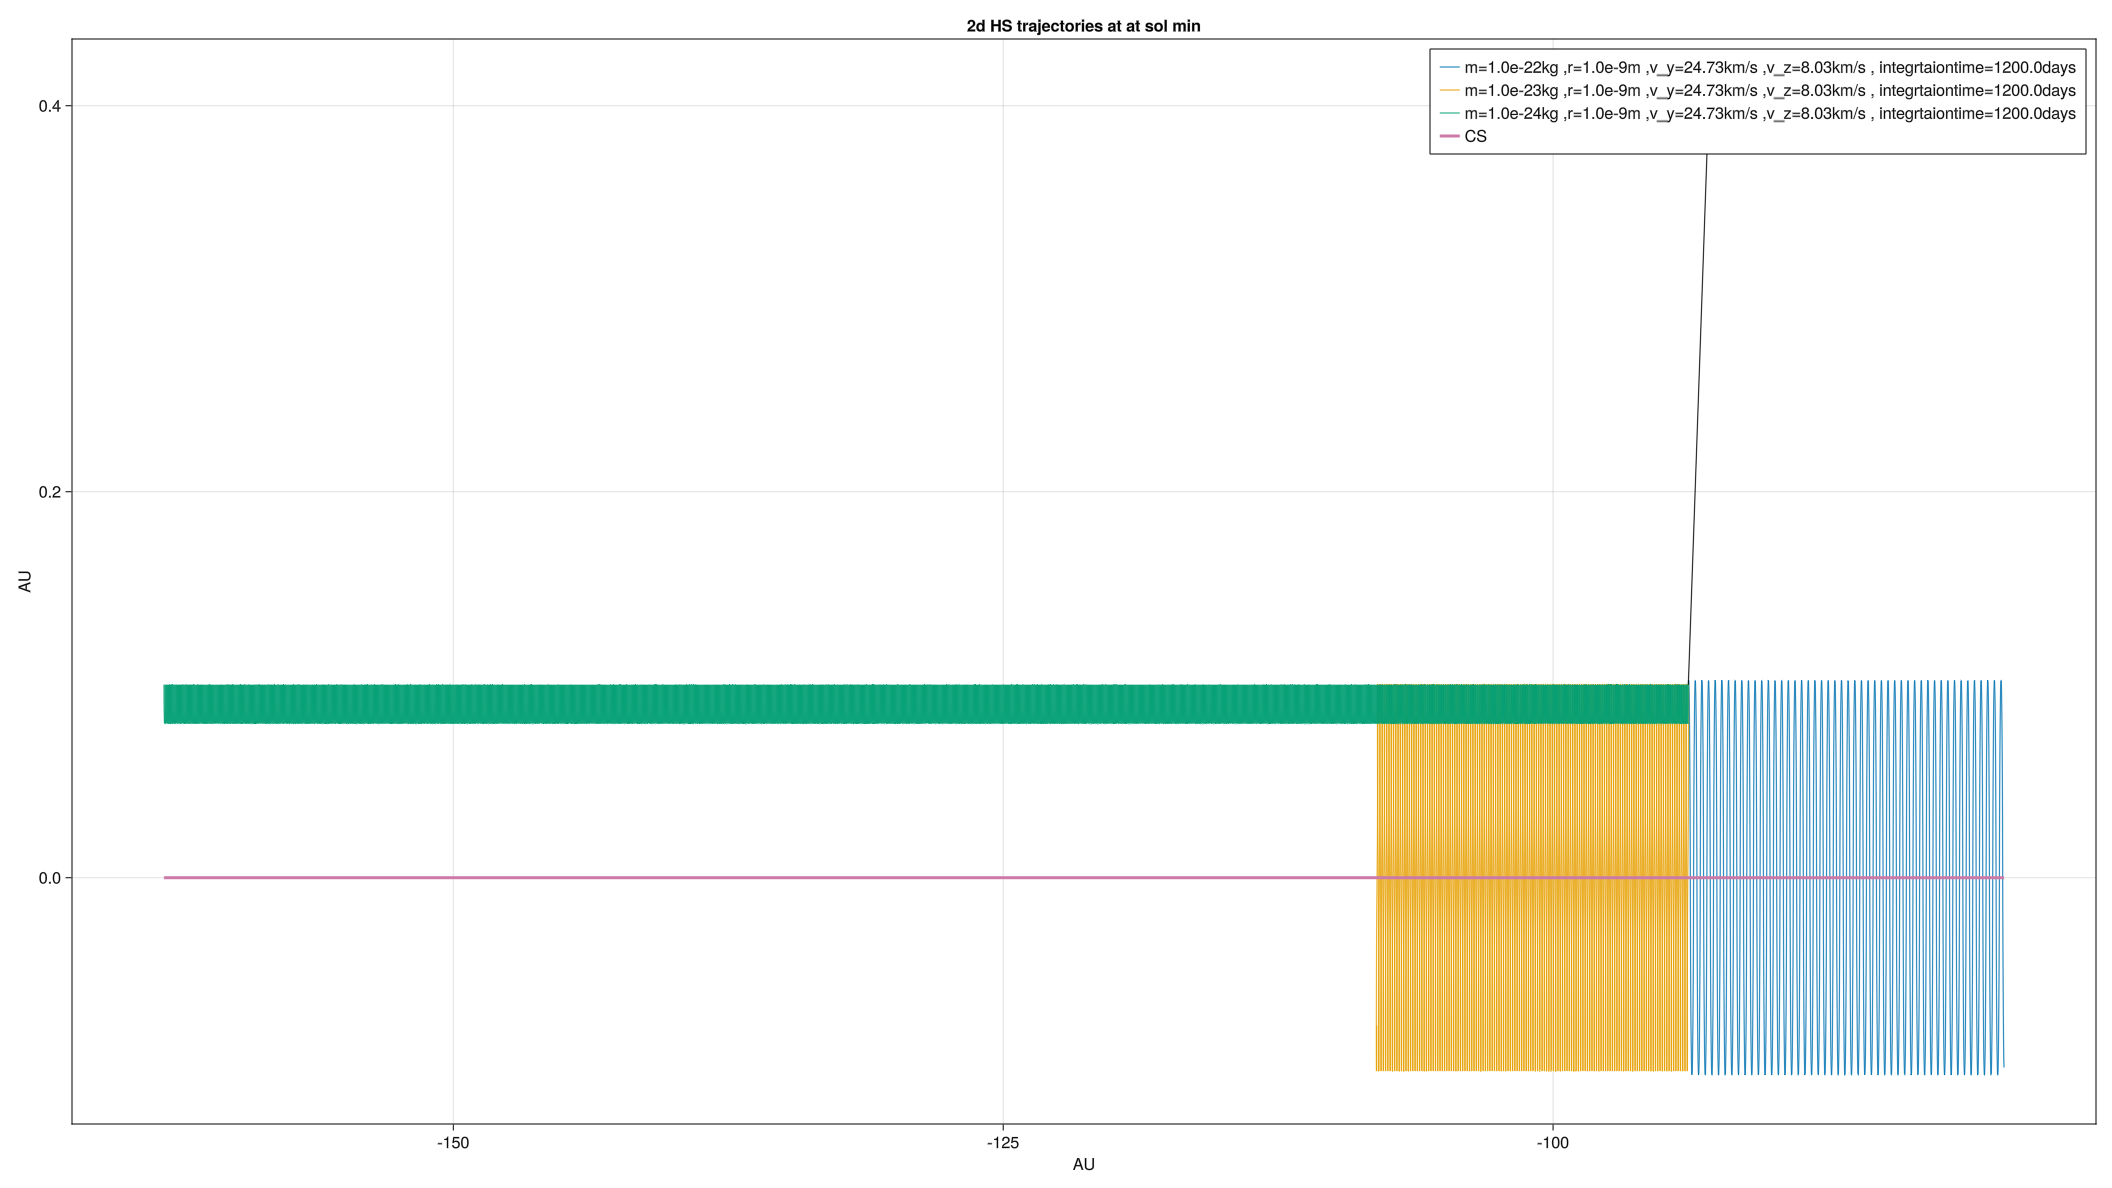 2d HS trajectories at at sol min
m=1.0e-22kg ,r=1.0e-9m ,v_y=24.73km/s ,v_z=8.03km/s , integrtaiontime=1200.0days
m=1.0e-23kg ,r=1.0e-9m ,v_y=24.73km/s ,v_z=8.03km/s , integrtaiontime=1200.0days
m=1.0e-24kg ,r=1.0e-9m ,v_y=24.73km/s ,v_z=8.03km/s , integrtaiontime=1200.0days
CS
0.4
0.2
0.0
AU
-150
-125
-100
AU